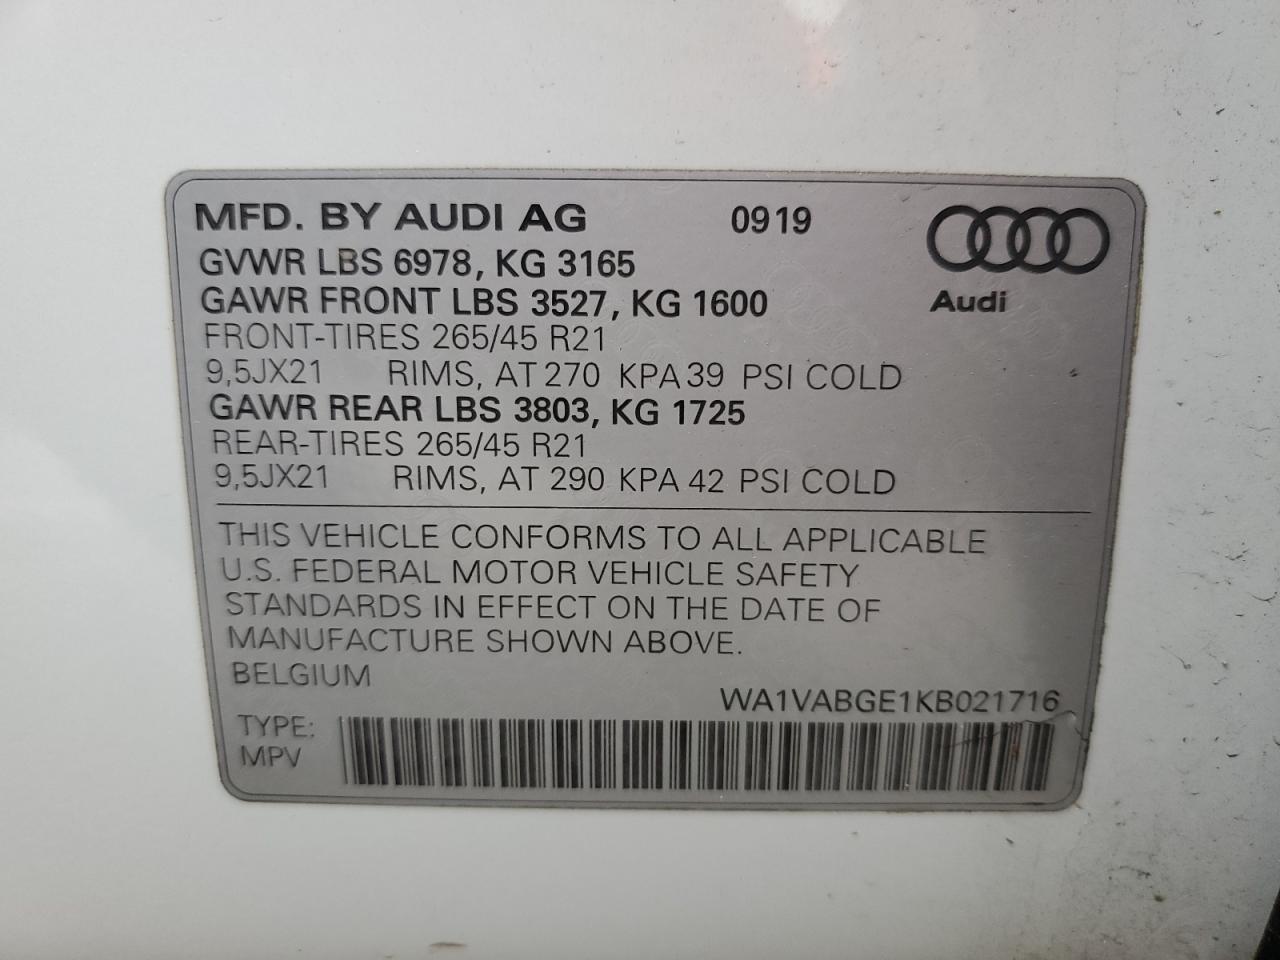 MFD. BY AUDI AG 0919
GVWR LBS 6978, KG 3165
GAWR FRONT LBS 3527, KG 1600
Audi
FRONT-TIRES 265/45 R21
9,5JX21 RIMS, AT 270 KPA 39 PSI COLD
GAWR REAR LBS 3803, KG 1725
REAR-TIRES 265/45 R21
9,5JX21 RIMS, AT 290 KPA 42 PSI COLD
THIS VEHICLE CONFORMS TO ALL APPLICABLE
U.S. FEDERAL MOTOR VEHICLE SAFETY
STANDARDS IN EFFECT ON THE DATE OF
MANUFACTURE SHOWN ABOVE.
BELGIUM
WA1VABGE1KB021716
TYPE:
MPV